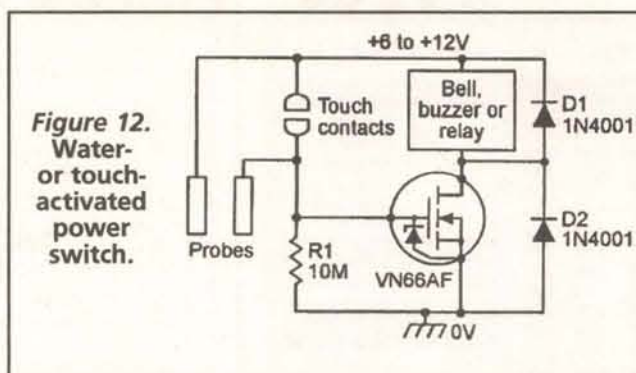 Figure 12.
Water-
or touch-
activated
power
switch.
+6 to +12V
Touch
contacts
Bell,
buzzer or
relay
D1
1N4001
Probes
R1
10M
VN66AF
D2
1N4001
0V